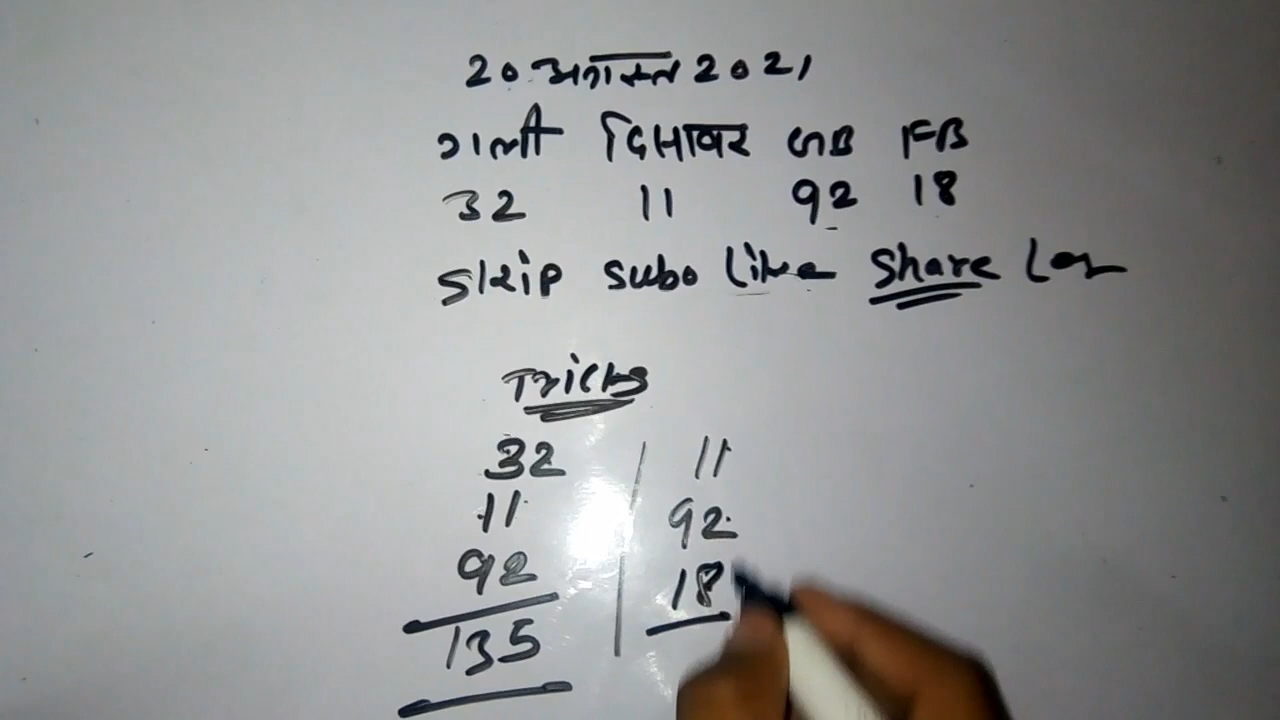 20 अगस्त 2021
गली दिसावर GB FB
32 11 92 18
Skip subo Like Share
Tricks
32 11
11 92
92 18
135